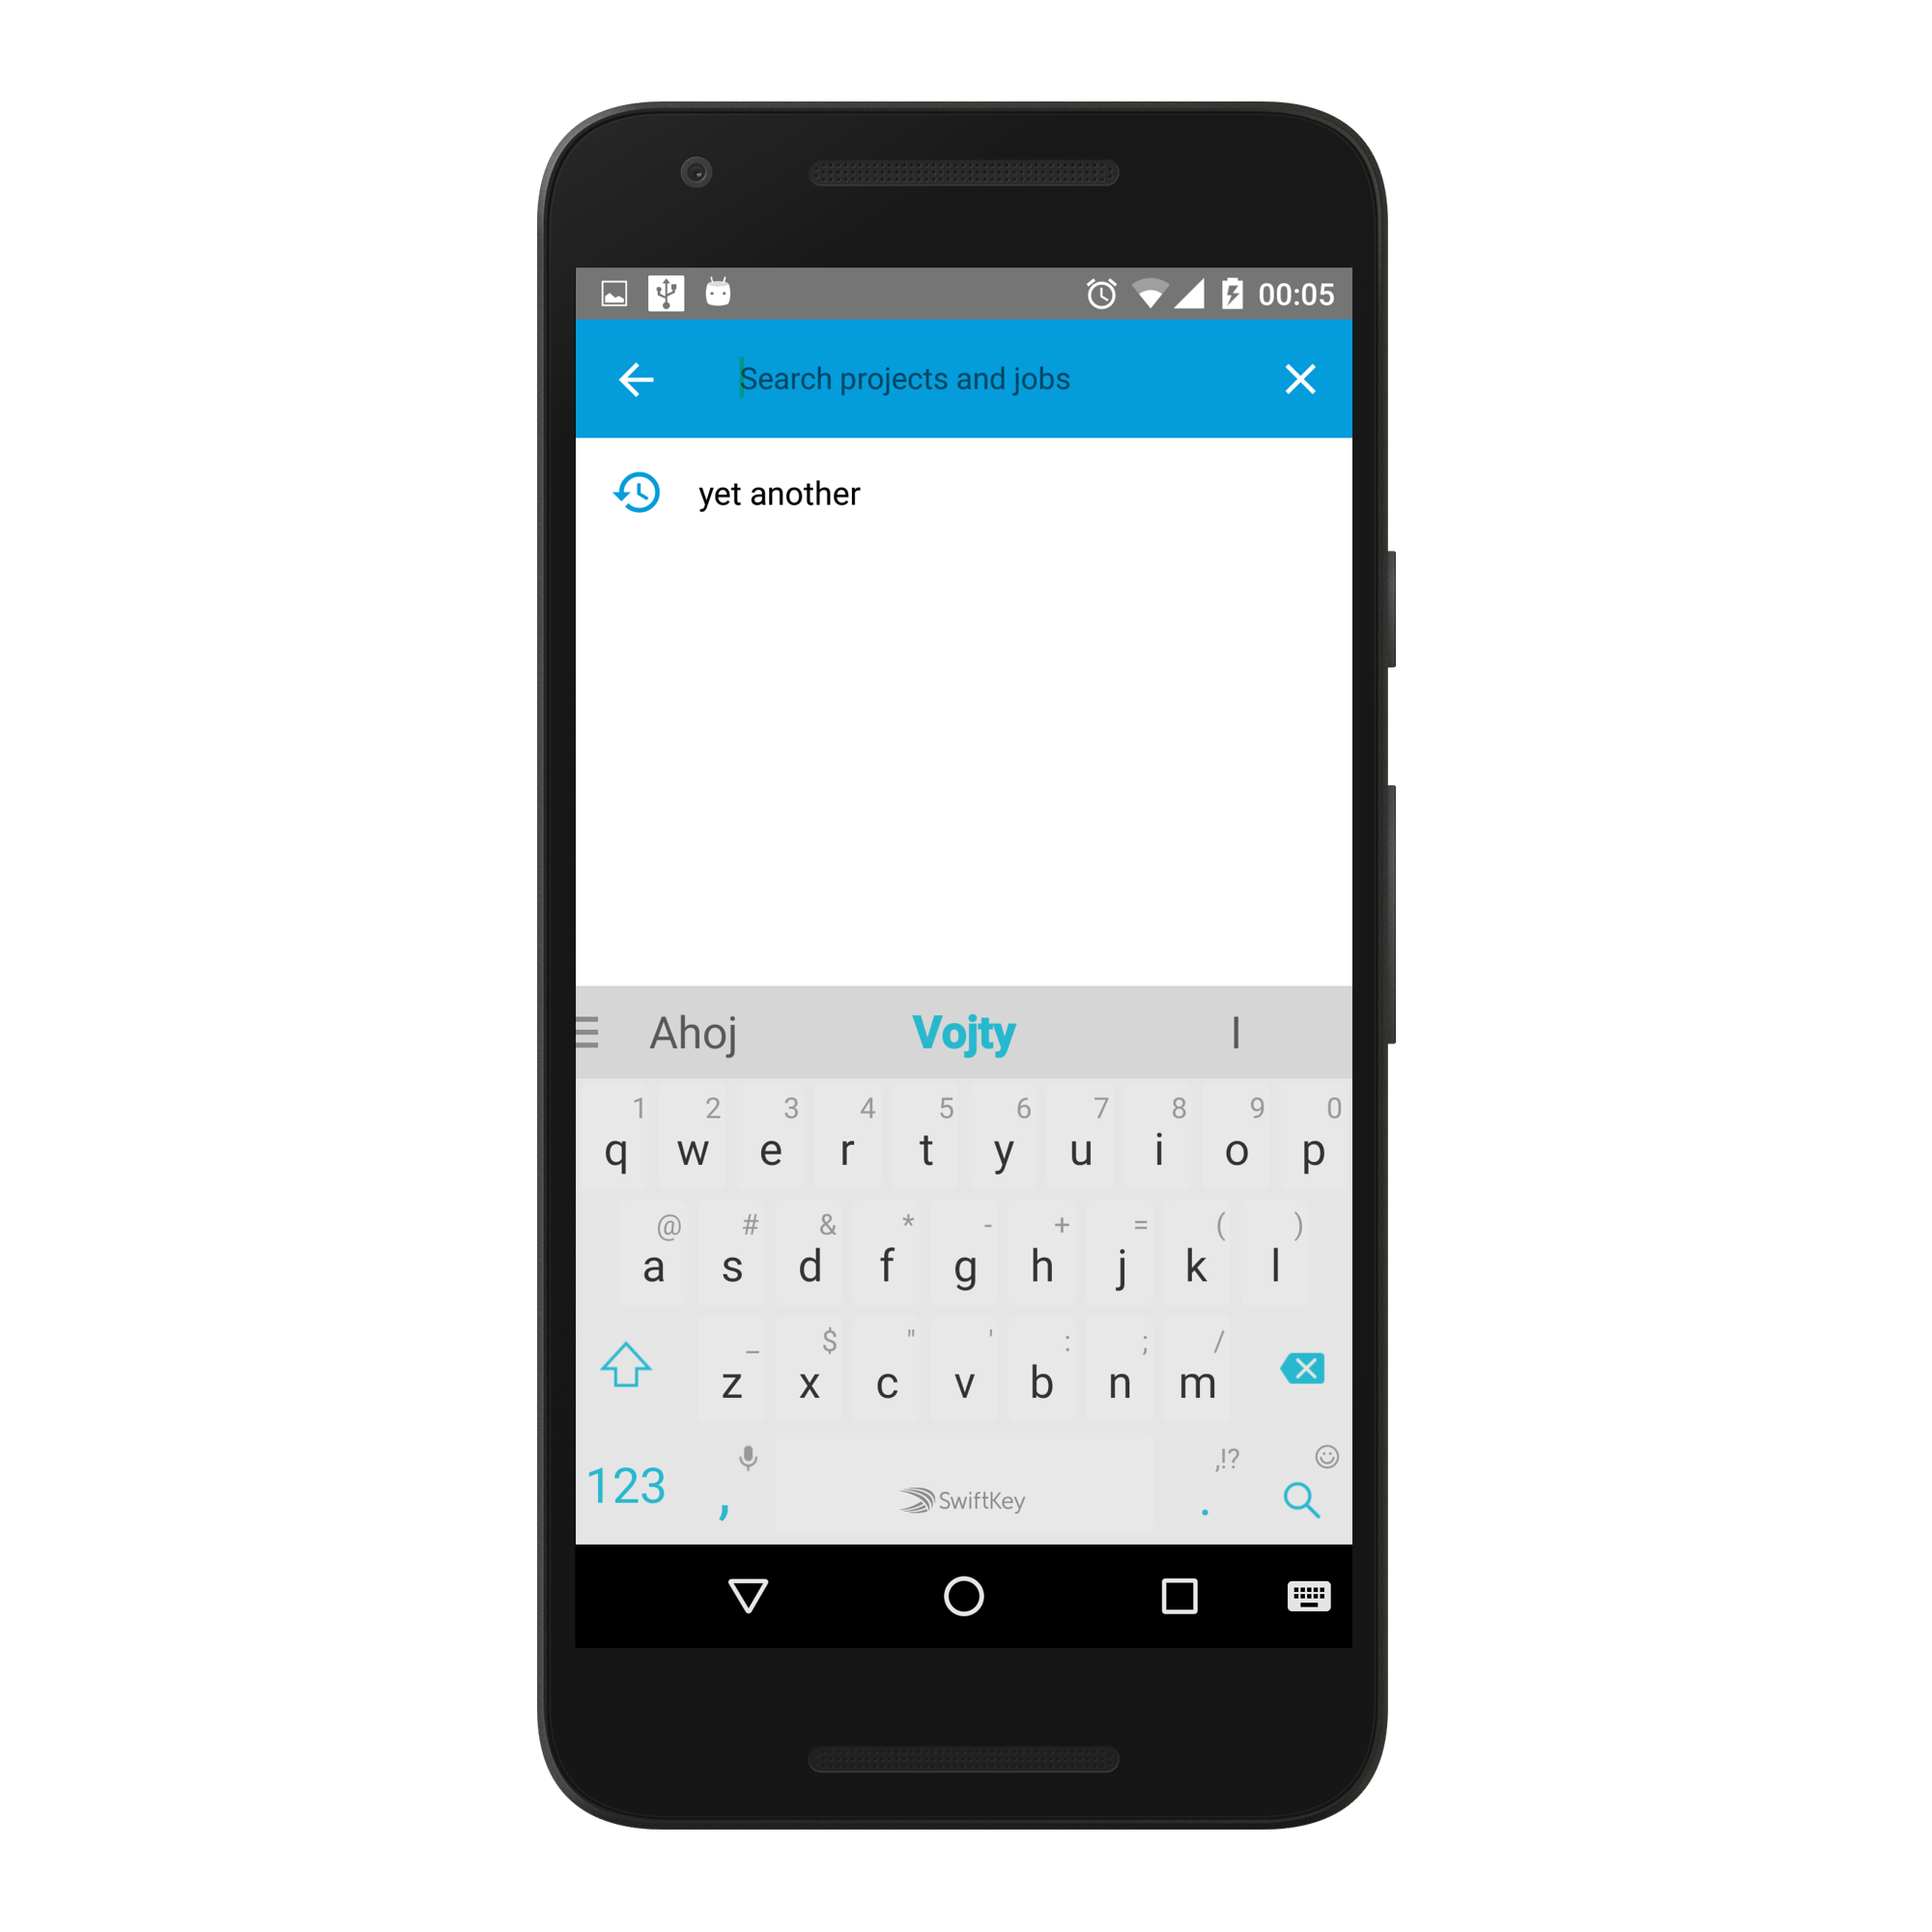 00:05
Search projects and jobs
yet another
Ahoj Vojty I
1 2 3 4 5 6 7 8 9 0
q w e r t y u i o p
@ # & * - + = ( )
a s d f g h j k l
_ $ " ' : ; /
z x c v b n m
,!?
123 , SwiftKey .